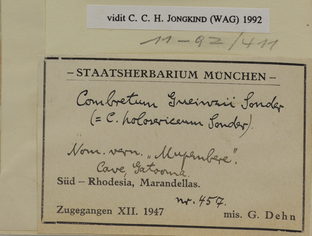 vidit C. C. H. JONGKIND (WAG) 1992
11-92/411
– STAATSHERBARIUM MÜNCHEN –
Combretum Gueinzii Sonder
(= C. holosericeum Sonder).
Nom. vern. „Mupembere".
Cave, Gatooma.
Süd – Rhodesia, Marandellas.
nr. 457.
Zugegangen XII. 1947 mis. G. Dehn